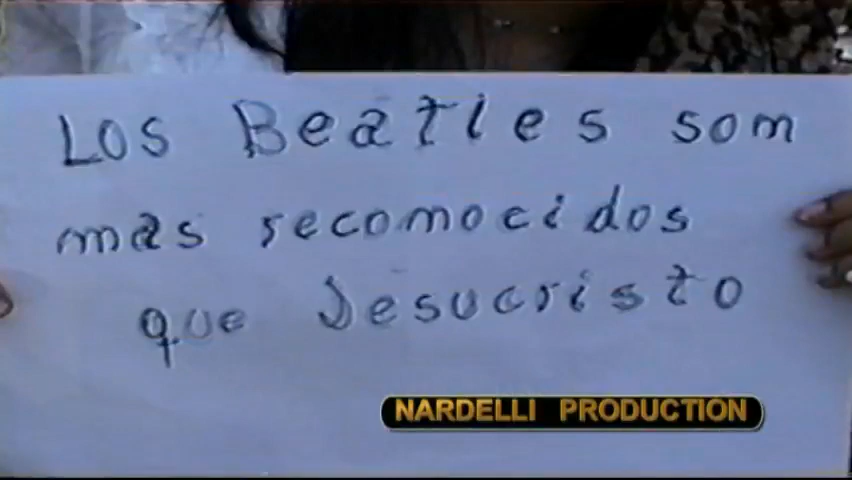 Los Beatles som
mas recomocidos
que Jesucristo
NARDELLI PRODUCTION